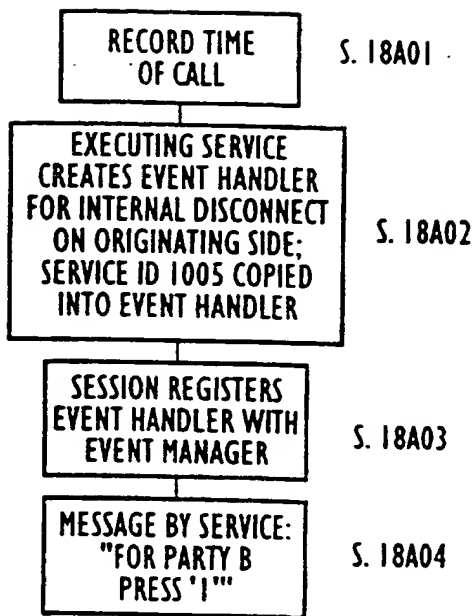 RECORD TIME
OF CALL
S. 18A01
EXECUTING SERVICE
CREATES EVENT HANDLER
FOR INTERNAL DISCONNECT
ON ORIGINATING SIDE;
SERVICE ID 1005 COPIED
INTO EVENT HANDLER
S. 18A02
SESSION REGISTERS
EVENT HANDLER WITH
EVENT MANAGER
S. 18A03
MESSAGE BY SERVICE:
"FOR PARTY B
PRESS '1'"
S. 18A04